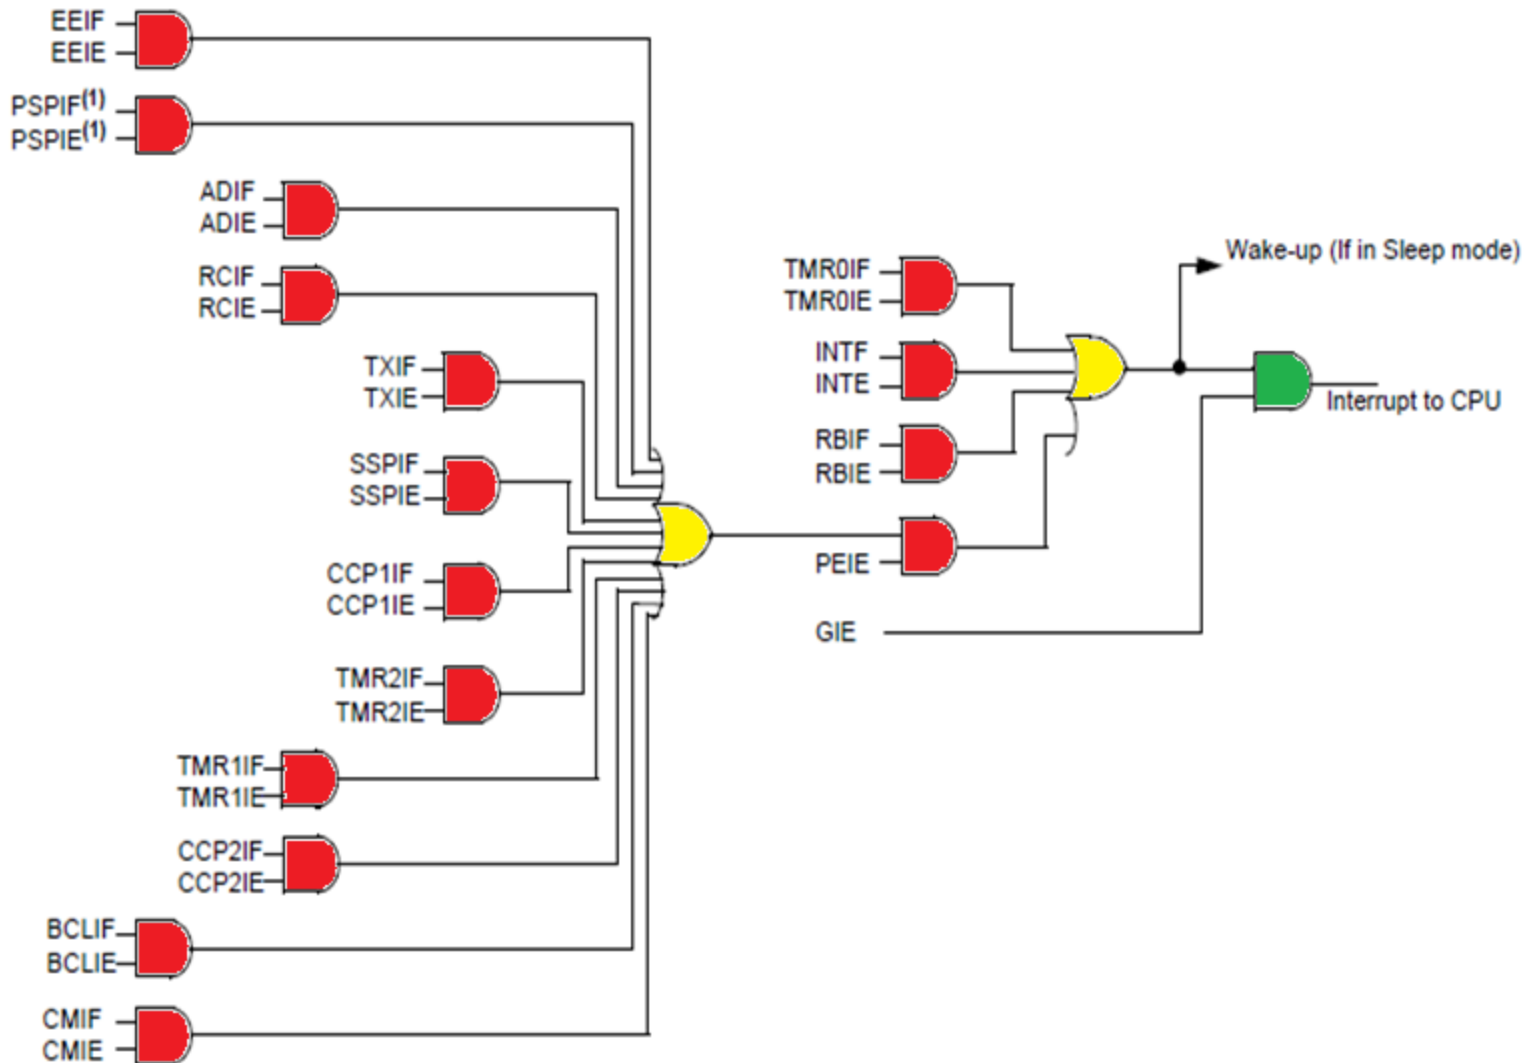 EEIF
EEIE
PSPIF(1)
PSPIE(1)
ADIF
ADIE
RCIF
RCIE
TXIF
TXIE
SSPIF
SSPIE
CCP1IF
CCP1IE
TMR2IF
TMR2IE
TMR1IF
TMR1IE
CCP2IF
CCP2IE
BCLIF
BCLIE
CMIF
CMIE
TMR0IF
TMR0IE
INTF
INTE
RBIF
RBIE
PEIE
GIE
Wake-up (If in Sleep mode)
Interrupt to CPU